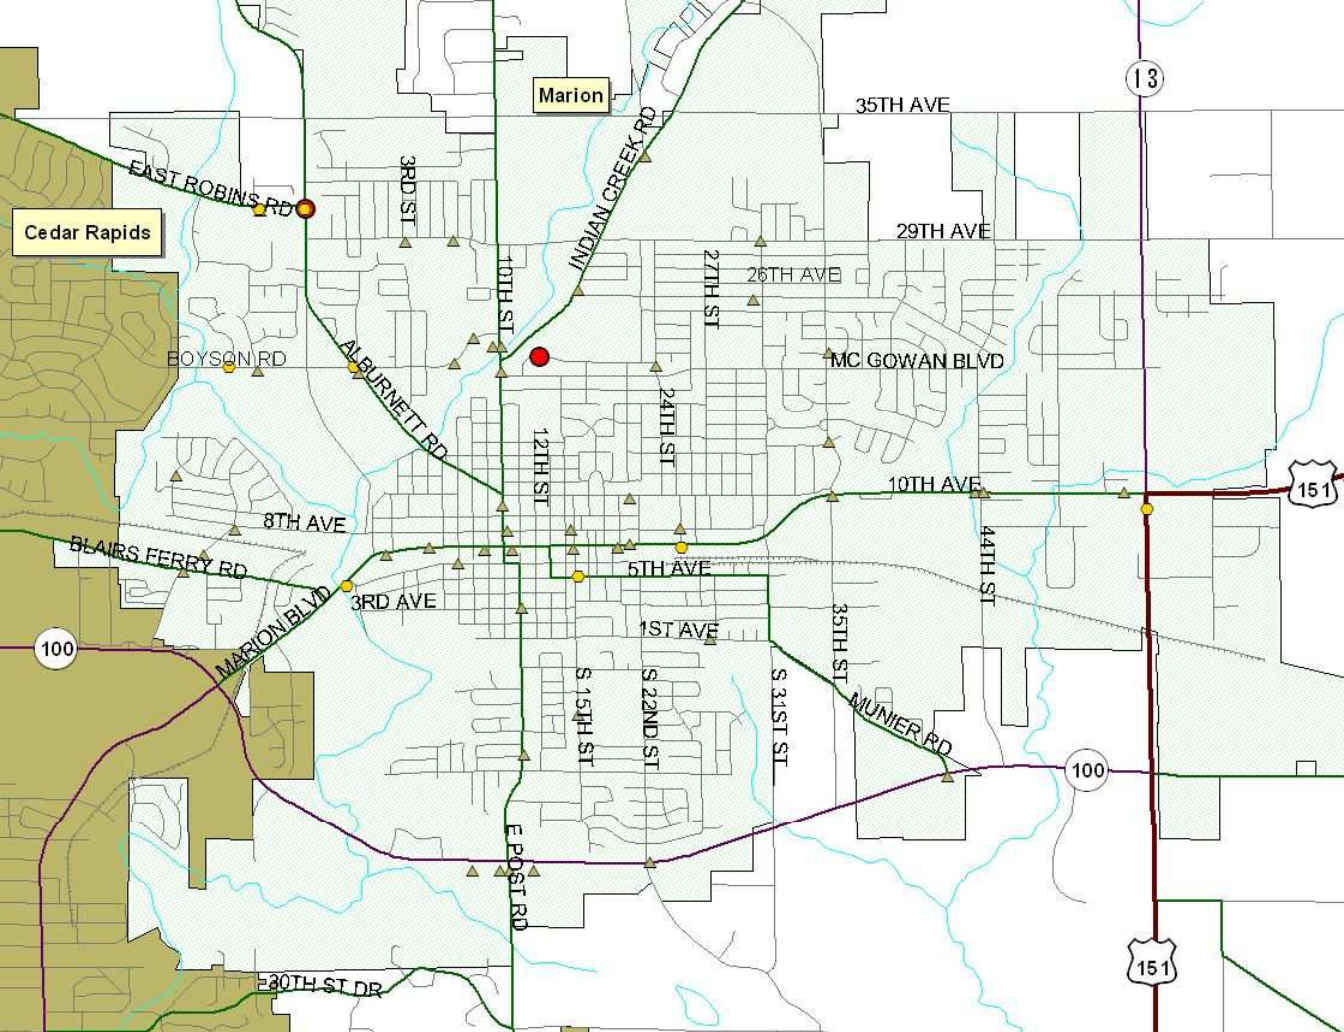 13
Marion
35TH AVE
INDIAN CREEK RD
3RD ST
EAST ROBINS RD
Cedar Rapids
29TH AVE
10TH ST
27TH ST
26TH AVE
BOYSON RD
ALBURNETT RD
MC GOWAN BLVD
24TH ST
12TH ST
10TH AVE
151
8TH AVE
44TH ST
BLAIRS FERRY RD
5TH AVE
MARION BLVD
3RD AVE
35TH ST
1ST AVE
100
S 15TH ST
S 22ND ST
S 31ST ST
MUNIER RD
100
E POST RD
151
30TH ST DR